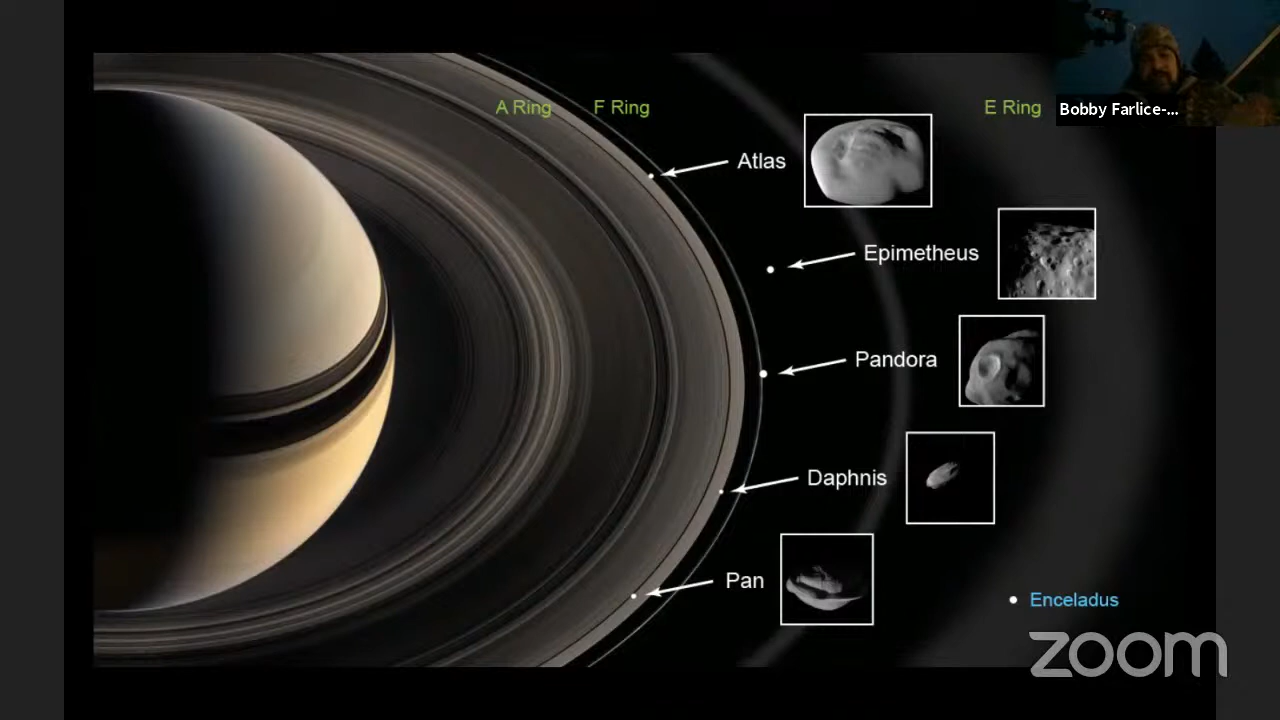 A Ring
F Ring
E Ring
Bobby Farlice-...
Atlas
Epimetheus
Pandora
Daphnis
Pan
Enceladus
zoom